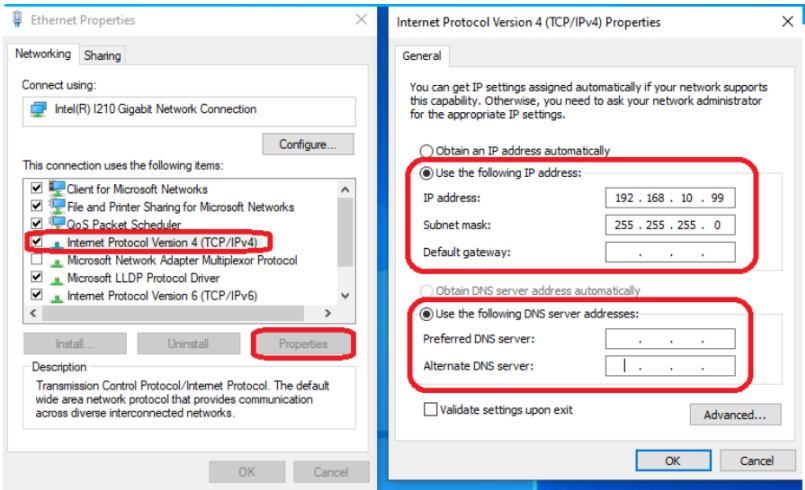 Ethernet Properties
Networking
Sharing
Connect using:
Intel(R) I210 Gigabit Network Connection
Configure...
This connection uses the following items:
Client for Microsoft Networks
File and Printer Sharing for Microsoft Networks
QoS Packet Scheduler
Internet Protocol Version 4 (TCP/IPv4)
Microsoft Network Adapter Multiplexor Protocol
Microsoft LLDP Protocol Driver
Internet Protocol Version 6 (TCP/IPv6)
Install...
Uninstall
Properties
Description
Transmission Control Protocol/Internet Protocol. The default
wide area network protocol that provides communication
across diverse interconnected networks.
OK
Cancel
Internet Protocol Version 4 (TCP/IPv4) Properties
General
You can get IP settings assigned automatically if your network supports
this capability. Otherwise, you need to ask your network administrator
for the appropriate IP settings.
Obtain an IP address automatically
Use the following IP address:
IP address: 192 . 168 . 10 . 99
Subnet mask: 255 . 255 . 255 . 0
Default gateway: . . .
Obtain DNS server address automatically
Use the following DNS server addresses:
Preferred DNS server: . . .
Alternate DNS server: . . .
Validate settings upon exit
Advanced...
OK
Cancel